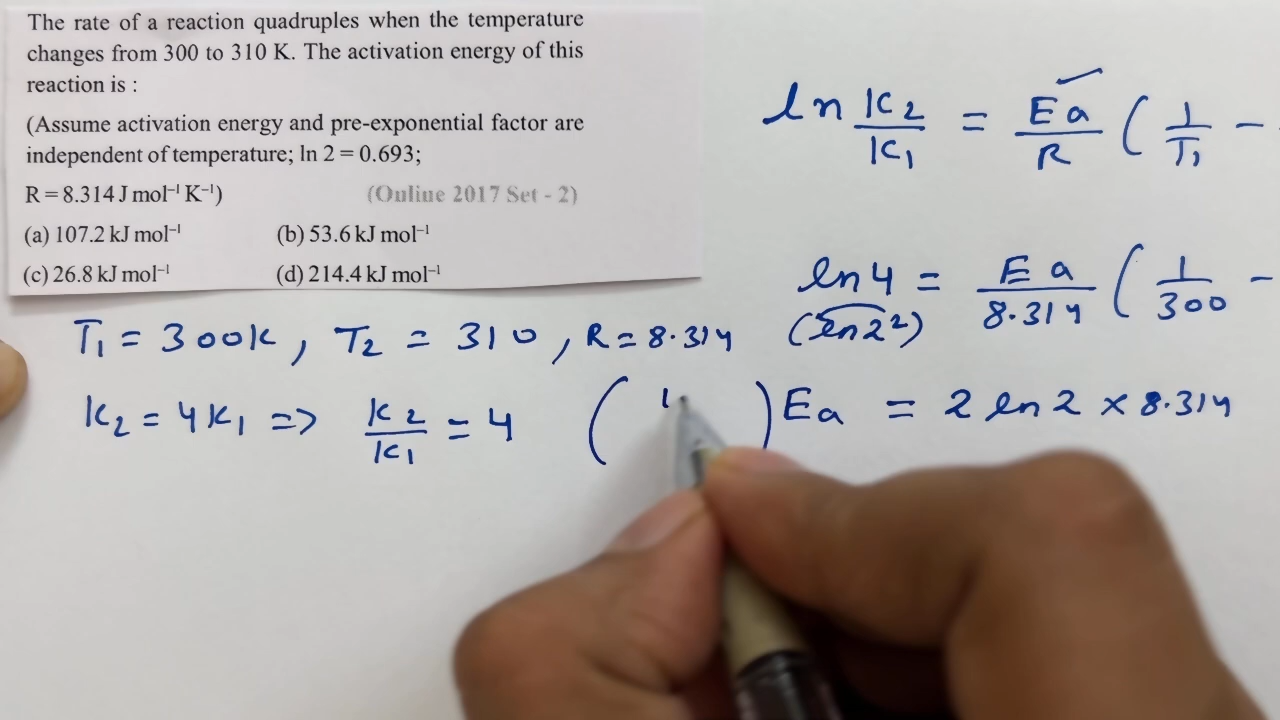 The rate of a reaction quadruples when the temperature
changes from 300 to 310 K. The activation energy of this
reaction is :
(Assume activation energy and pre-exponential factor are
independent of temperature; ln 2 = 0.693;
R = 8.314 J mol⁻¹ K⁻¹) (Online 2017 Set - 2)
(a) 107.2 kJ mol⁻¹ (b) 53.6 kJ mol⁻¹
(c) 26.8 kJ mol⁻¹ (d) 214.4 kJ mol⁻¹
T₁ = 300K, T₂ = 310, R = 8.314
K₂ = 4K₁ => K₂/K₁ = 4
ln K₂/K₁ = Ea/R ( 1/T₁ -
ln 4 = Ea/8.314 ( 1/300 -
(ln 2²)
( ) Ea = 2 ln 2 × 8.314